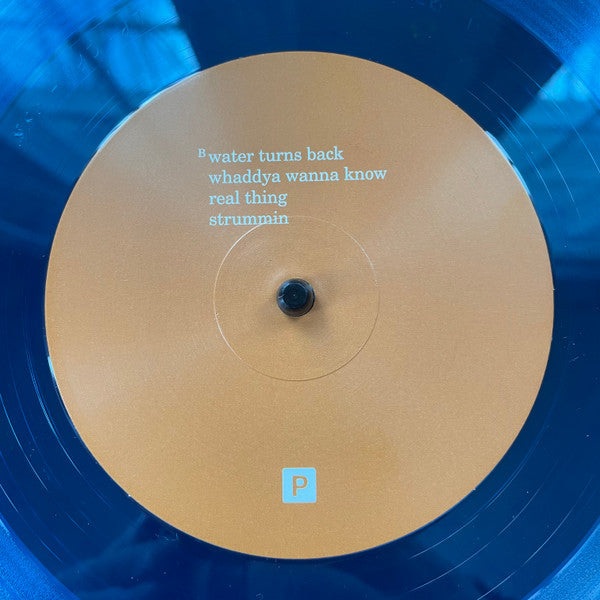 B water turns back
whaddya wanna know
real thing
strummin
P